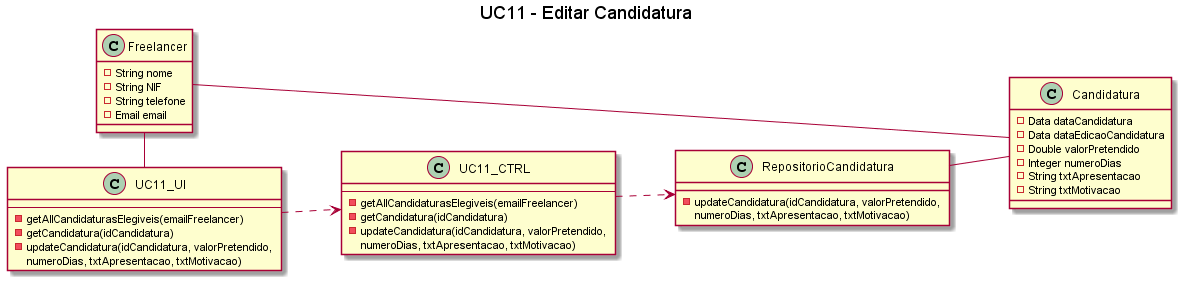 UC11 - Editar Candidatura
C Freelancer
String nome
String NIF
String telefone
Email email
C Candidatura
Data dataCandidatura
Data dataEdicaoCandidatura
Double valorPretendido
Integer numeroDias
String txtApresentacao
String txtMotivacao
C UC11_UI
getAllCandidaturasElegiveis(emailFreelancer)
getCandidatura(idCandidatura)
updateCandidatura(idCandidatura, valorPretendido,
numeroDias, txtApresentacao, txtMotivacao)
C UC11_CTRL
getAllCandidaturasElegiveis(emailFreelancer)
getCandidatura(idCandidatura)
updateCandidatura(idCandidatura, valorPretendido,
numeroDias, txtApresentacao, txtMotivacao)
C RepositorioCandidatura
updateCandidatura(idCandidatura, valorPretendido,
numeroDias, txtApresentacao, txtMotivacao)